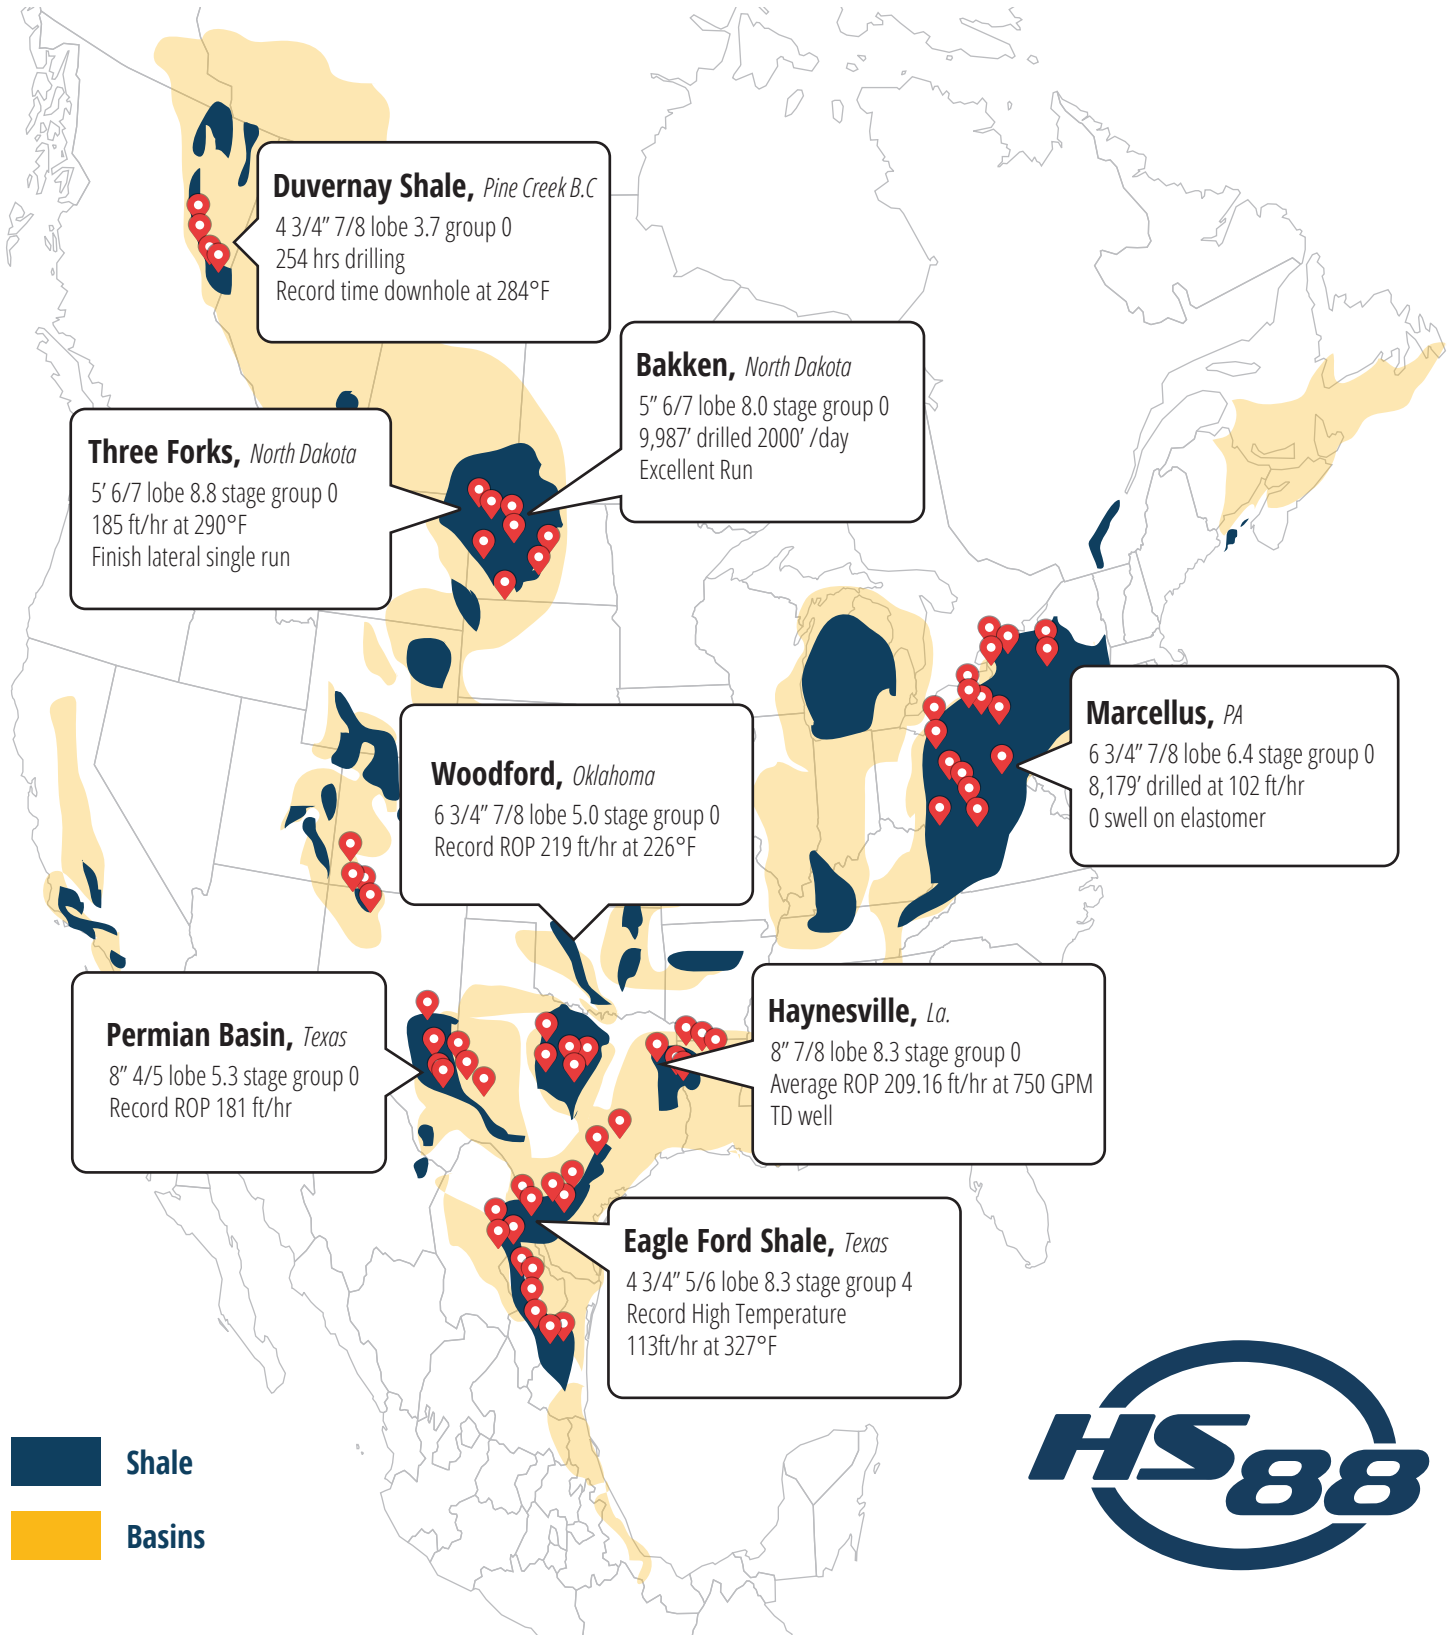 Duvernay Shale, Pine Creek B.C
4 3/4” 7/8 lobe 3.7 group 0
254 hrs drilling
Record time downhole at 284°F
Bakken, North Dakota
5” 6/7 lobe 8.0 stage group 0
9,987’ drilled 2000’ /day
Excellent Run
Three Forks, North Dakota
5’ 6/7 lobe 8.8 stage group 0
185 ft/hr at 290°F
Finish lateral single run
Marcellus, PA
6 3/4” 7/8 lobe 6.4 stage group 0
8,179’ drilled at 102 ft/hr
0 swell on elastomer
Woodford, Oklahoma
6 3/4” 7/8 lobe 5.0 stage group 0
Record ROP 219 ft/hr at 226°F
Permian Basin, Texas
8” 4/5 lobe 5.3 stage group 0
Record ROP 181 ft/hr
Haynesville, La.
8” 7/8 lobe 8.3 stage group 0
Average ROP 209.16 ft/hr at 750 GPM
TD well
Eagle Ford Shale, Texas
4 3/4” 5/6 lobe 8.3 stage group 4
Record High Temperature
113ft/hr at 327°F
Shale
Basins
HS88